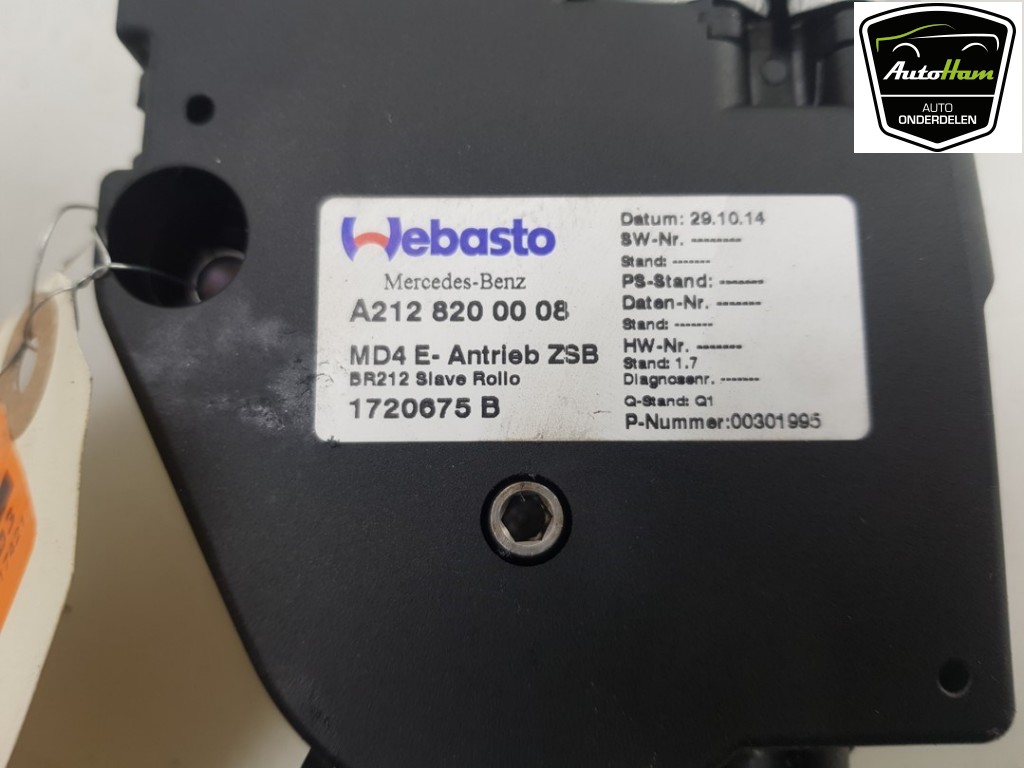 AutoHam
AUTO
ONDERDELEN
Webasto
Mercedes-Benz
A212 820 00 08
MD4 E- Antrieb ZSB
BR212 Slave Rollo
1720675 B
Datum: 29.10.14
SW-Nr. --------
Stand: -------
PS-Stand: -------
Daten-Nr. -------
Stand: -------
HW-Nr. -------
Stand: 1.7
Diagnosenr. -------
Q-Stand: Q1
P-Nummer:00301995